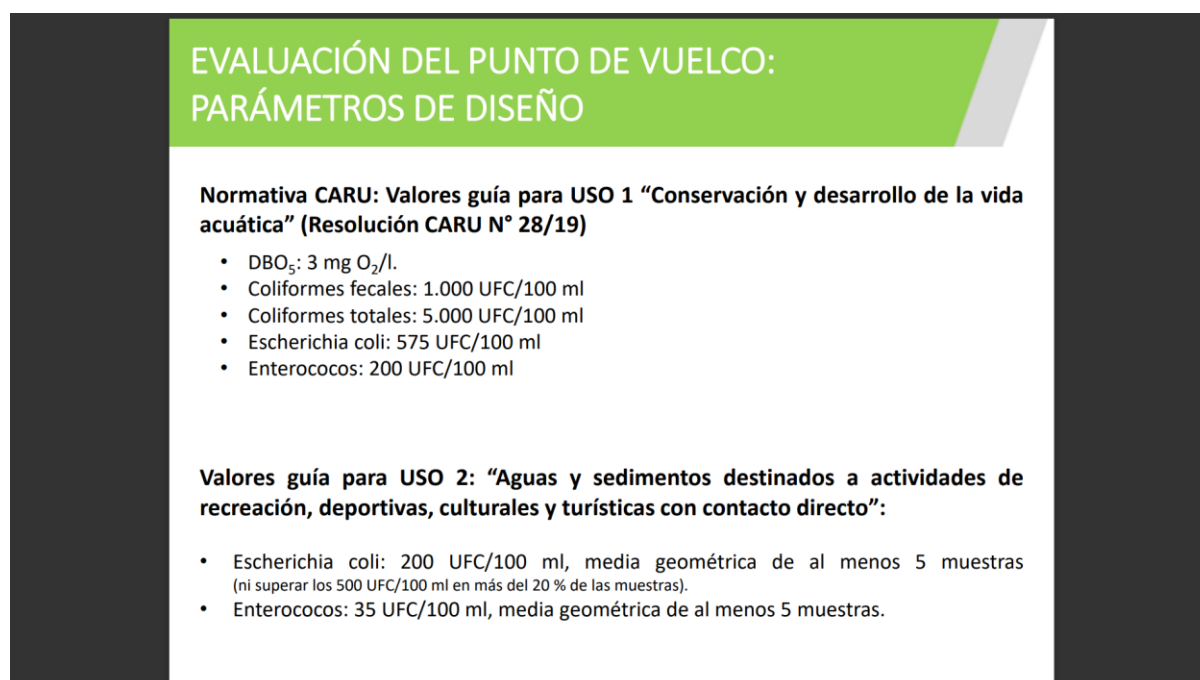 EVALUACIÓN DEL PUNTO DE VUELCO:
PARÁMETROS DE DISEÑO
Normativa CARU: Valores guía para USO 1 “Conservación y desarrollo de la vida
acuática” (Resolución CARU N° 28/19)
• DBO₅: 3 mg O₂/l.
• Coliformes fecales: 1.000 UFC/100 ml
• Coliformes totales: 5.000 UFC/100 ml
• Escherichia coli: 575 UFC/100 ml
• Enterococos: 200 UFC/100 ml
Valores guía para USO 2: “Aguas y sedimentos destinados a actividades de
recreación, deportivas, culturales y turísticas con contacto directo”:
• Escherichia coli: 200 UFC/100 ml, media geométrica de al menos 5 muestras
(ni superar los 500 UFC/100 ml en más del 20 % de las muestras).
• Enterococos: 35 UFC/100 ml, media geométrica de al menos 5 muestras.